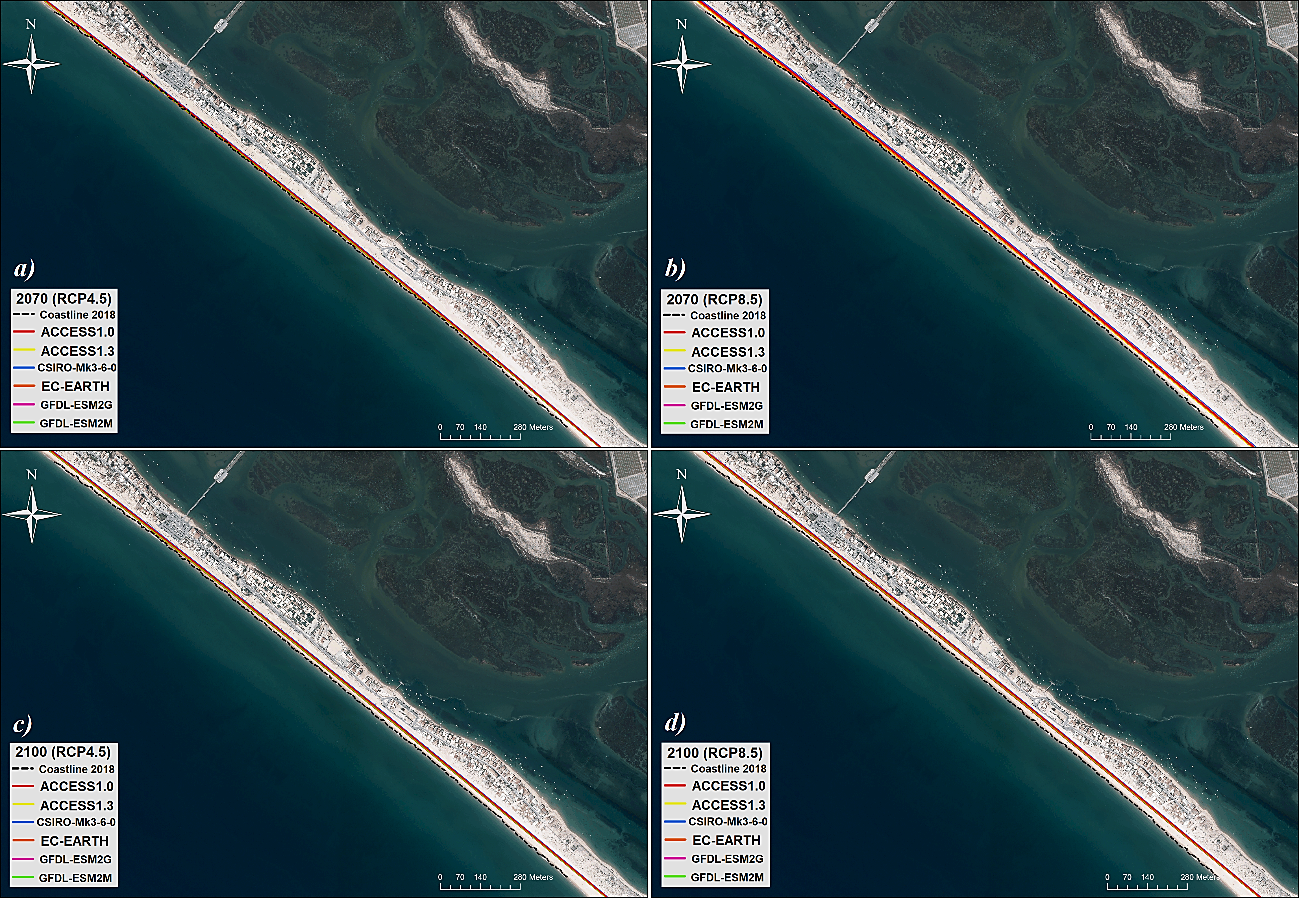 N
a)
2070 (RCP4.5)
Coastline 2018
ACCESS1.0
ACCESS1.3
CSIRO-Mk3-6-0
EC-EARTH
GFDL-ESM2G
GFDL-ESM2M
0 70 140 280 Meters
N
b)
2070 (RCP8.5)
Coastline 2018
ACCESS1.0
ACCESS1.3
CSIRO-Mk3-6-0
EC-EARTH
GFDL-ESM2G
GFDL-ESM2M
0 70 140 280 Meters
N
c)
2100 (RCP4.5)
Coastline 2018
ACCESS1.0
ACCESS1.3
CSIRO-Mk3-6-0
EC-EARTH
GFDL-ESM2G
GFDL-ESM2M
0 70 140 280 Meters
N
d)
2100 (RCP8.5)
Coastline 2018
ACCESS1.0
ACCESS1.3
CSIRO-Mk3-6-0
EC-EARTH
GFDL-ESM2G
GFDL-ESM2M
0 70 140 280 Meters